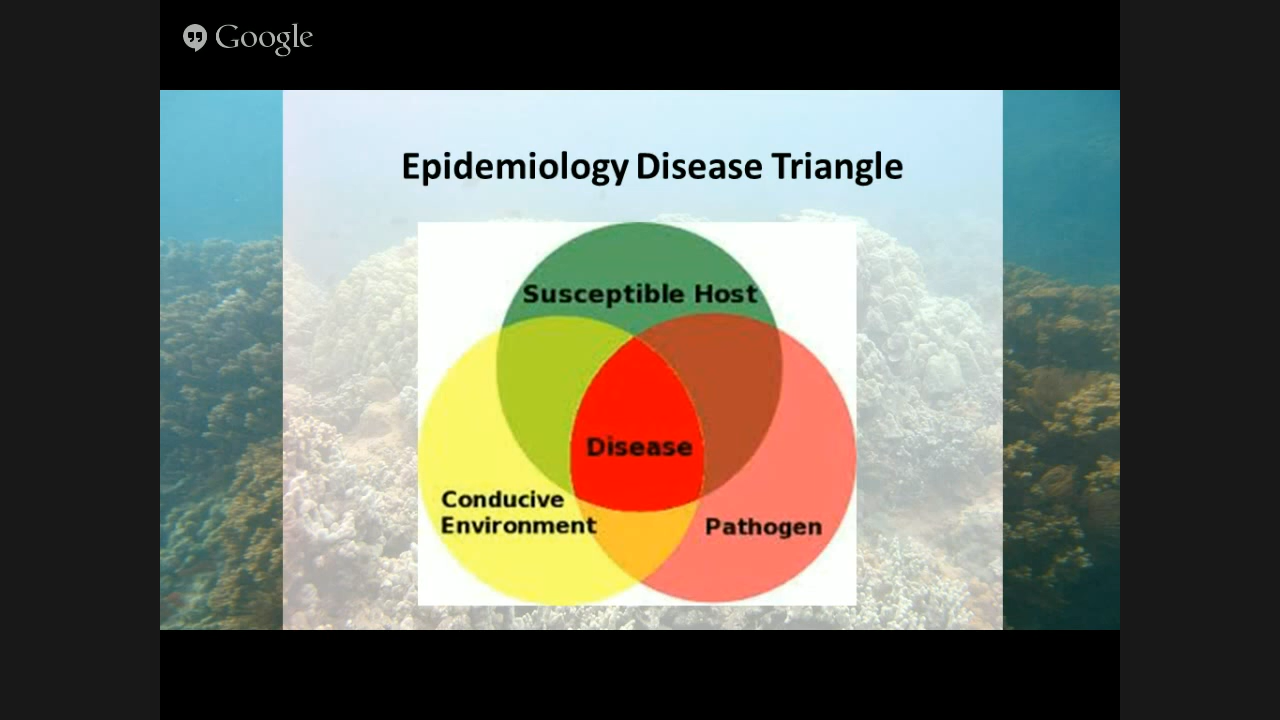 Google
Epidemiology Disease Triangle
Susceptible Host
Disease
Conducive
Environment
Pathogen